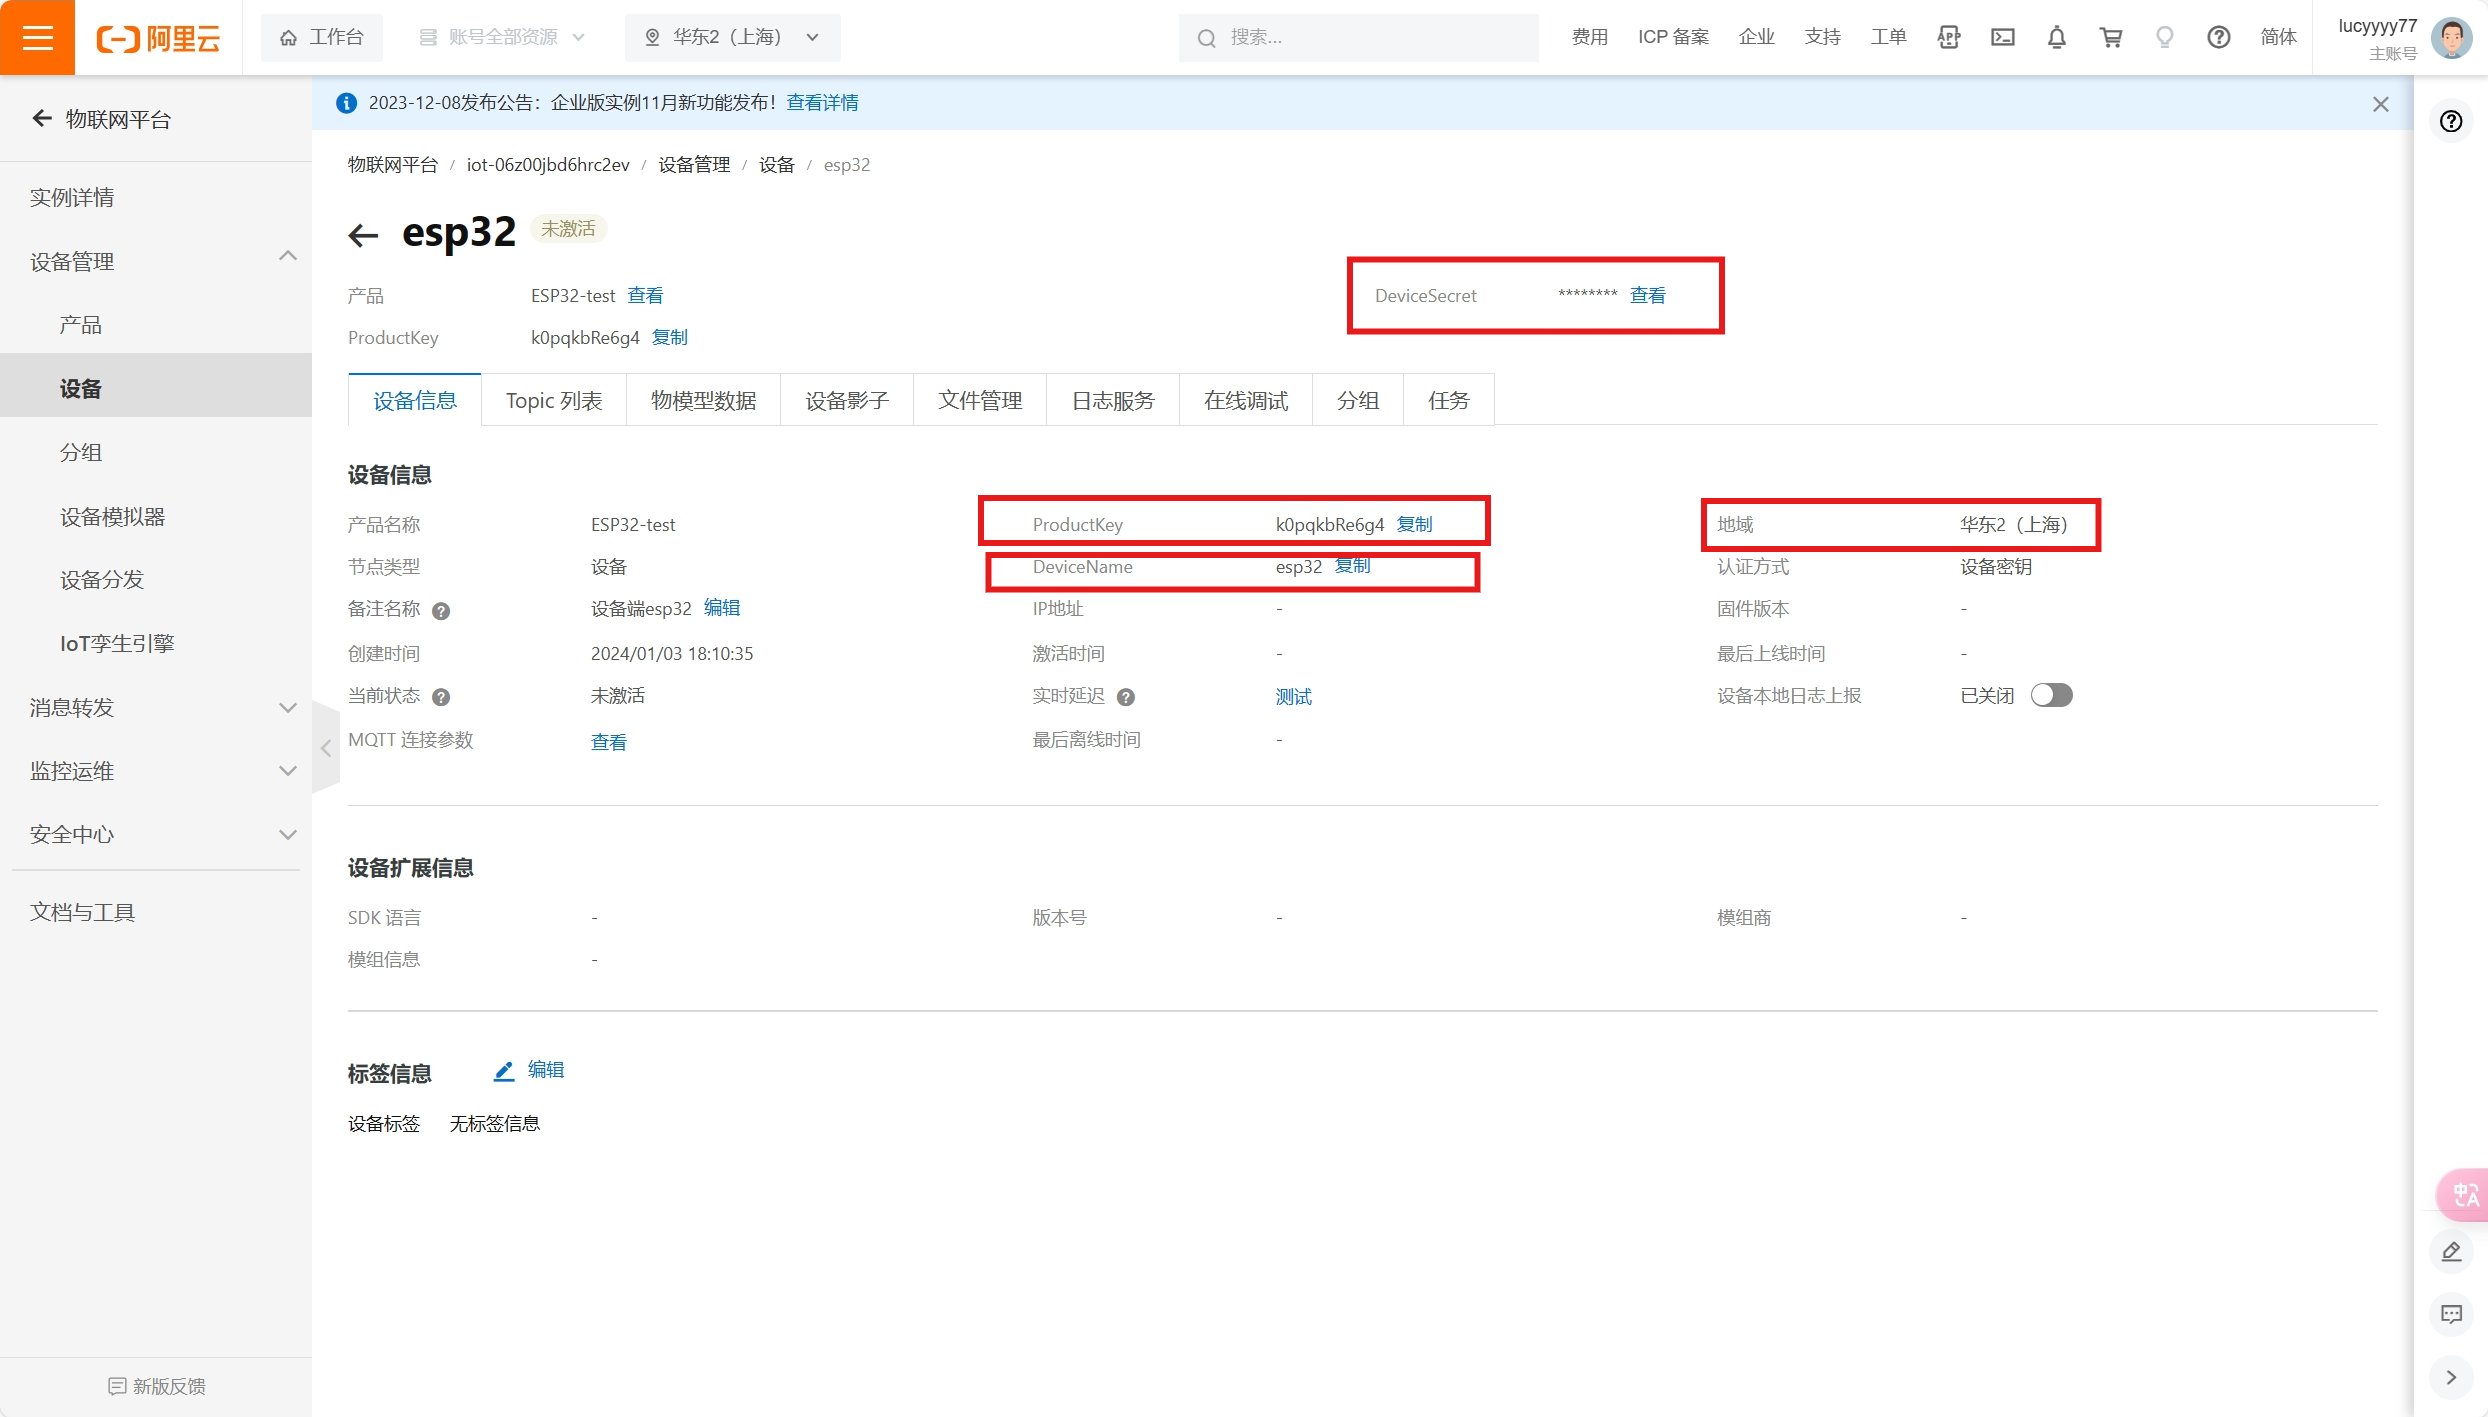 阿里云
工作台
账号全部资源
华东2（上海）
搜索...
费用
ICP 备案
企业
支持
工单
APP
简体
lucyyyy77
主账号
物联网平台
实例详情
设备管理
产品
设备
分组
设备模拟器
设备分发
IoT孪生引擎
消息转发
监控运维
安全中心
文档与工具
新版反馈
2023-12-08发布公告：企业版实例11月新功能发布！查看详情
物联网平台 / iot-06z00jbd6hrc2ev / 设备管理 / 设备 / esp32
esp32 未激活
产品 ESP32-test 查看
DeviceSecret ******** 查看
ProductKey k0pqkbRe6g4 复制
设备信息 Topic 列表 物模型数据 设备影子 文件管理 日志服务 在线调试 分组 任务
设备信息
产品名称 ESP32-test ProductKey k0pqkbRe6g4 复制 地域 华东2（上海）
节点类型 设备 DeviceName esp32 复制 认证方式 设备密钥
备注名称 设备端esp32 编辑 IP地址 - 固件版本 -
创建时间 2024/01/03 18:10:35 激活时间 - 最后上线时间 -
当前状态 未激活 实时延迟 测试 设备本地日志上报 已关闭
MQTT 连接参数 查看 最后离线时间 -
设备扩展信息
SDK 语言 - 版本号 - 模组商 -
模组信息 -
标签信息 编辑
设备标签 无标签信息
中A